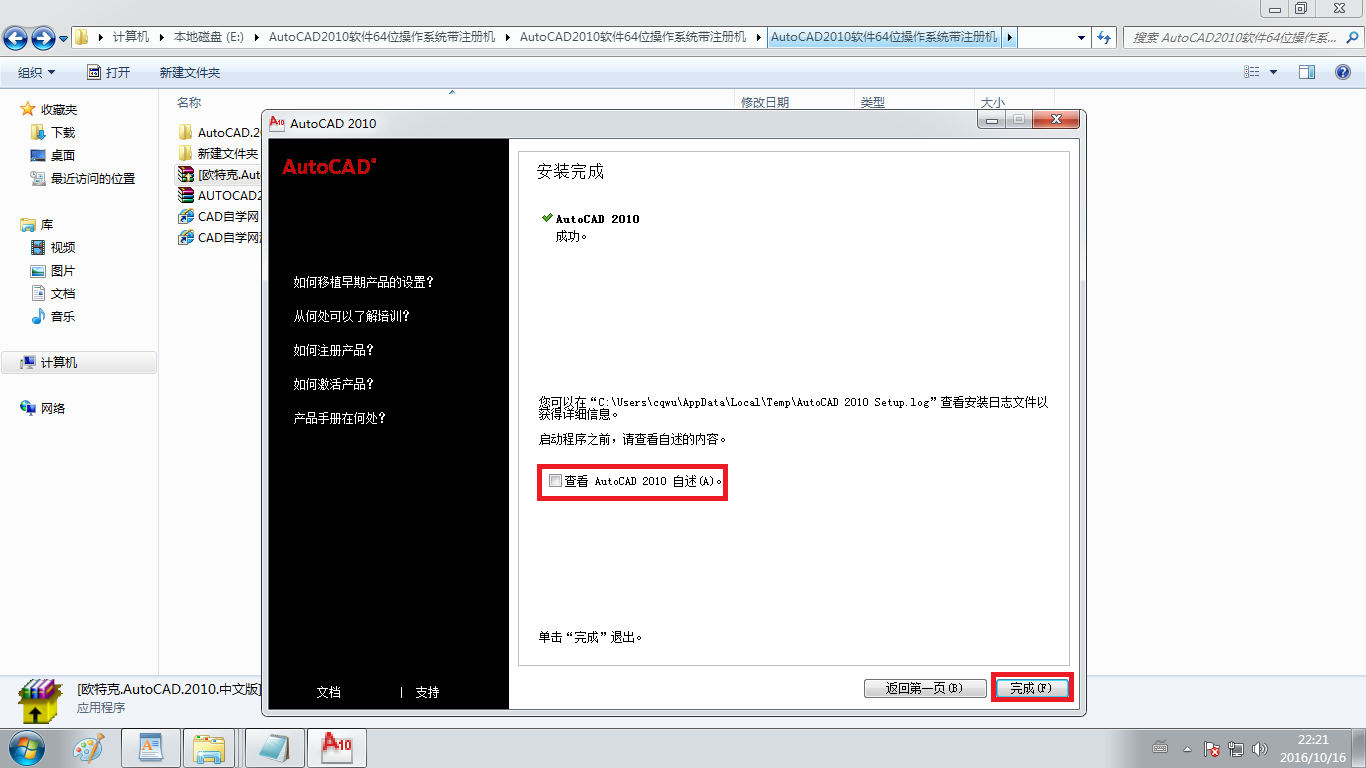 计算机
本地磁盘 (E:)
AutoCAD2010软件64位操作系统带注册机
AutoCAD2010软件64位操作系统带注册机
AutoCAD2010软件64位操作系统带注册机
搜索 AutoCAD2010软件64位操作系...
组织
打开
新建文件夹
收藏夹
下载
桌面
最近访问的位置
库
视频
图片
文档
音乐
计算机
网络
名称
修改日期
类型
大小
AutoCAD.20
新建文件夹
[欧特克.Aut
AUTOCAD2
CAD自学网
CAD自学网
A10 AutoCAD 2010
AutoCAD®
如何移植早期产品的设置?
从何处可以了解培训?
如何注册产品?
如何激活产品?
产品手册在何处?
文档 | 支持
安装完成
AutoCAD 2010
成功。
您可以在“C:\Users\cqwu\AppData\Local\Temp\AutoCAD 2010 Setup.log”查看安装日志文件以
获得详细信息。
启动程序之前,请查看自述的内容。
查看 AutoCAD 2010 自述(A)。
单击“完成”退出。
返回第一页(B)
完成(F)
[欧特克.AutoCAD.2010.中文版]
应用程序
A10
22:21
2016/10/16